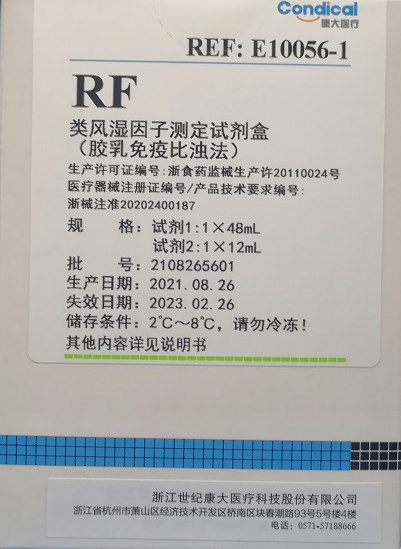 Condical
康大医疗
REF: E10056-1
RF
类风湿因子测定试剂盒
（胶乳免疫比浊法）
生产许可证编号：浙食药监械生产许20110024号
医疗器械注册证编号/产品技术要求编号：
浙械注准20202400187
规 格：试剂1:1×48mL
试剂2:1×12mL
批 号：2108265601
生产日期：2021.08.26
失效日期：2023.02.26
储存条件：2℃～8℃，请勿冷冻！
其他内容详见说明书
浙江世纪康大医疗科技股份有限公司
浙江省杭州市萧山区经济技术开发区桥南区块春潮路93号5号楼4楼
电话：0571-57188666